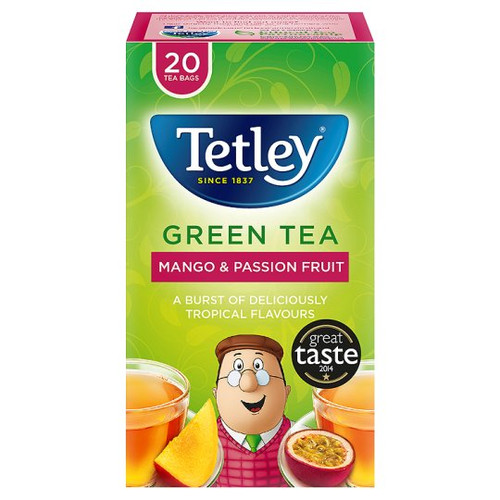 20
TEA BAGS
Tetley®
SINCE 1837
GREEN TEA
MANGO & PASSION FRUIT
A BURST OF DELICIOUSLY
TROPICAL FLAVOURS
great
taste
2014